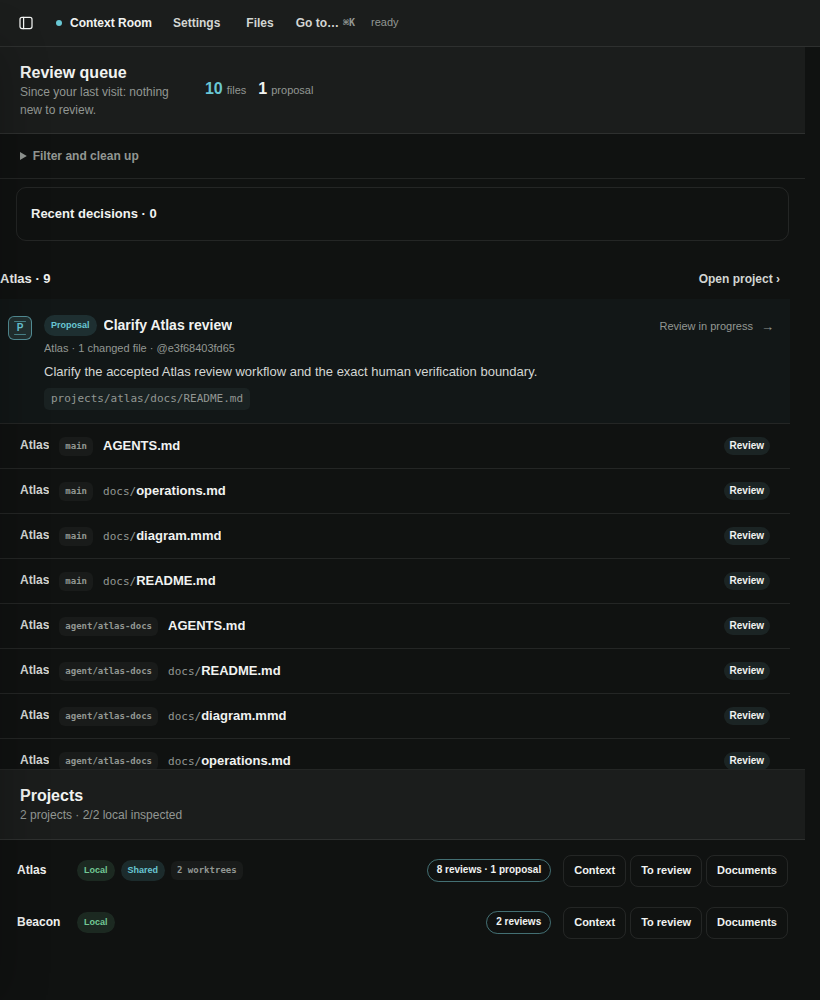 Context Room Settings Files Go to… ⌘K ready
Review queue
Since your last visit: nothing
new to review.
10 files 1 proposal
Filter and clean up
Recent decisions · 0
Atlas · 9 Open project ›
P Proposal Clarify Atlas review Review in progress →
Atlas · 1 changed file · @e3f68403fd65
Clarify the accepted Atlas review workflow and the exact human verification boundary.
projects/atlas/docs/README.md
Atlas main AGENTS.md Review
Atlas main docs/operations.md Review
Atlas main docs/diagram.mmd Review
Atlas main docs/README.md Review
Atlas agent/atlas-docs AGENTS.md Review
Atlas agent/atlas-docs docs/README.md Review
Atlas agent/atlas-docs docs/diagram.mmd Review
Atlas agent/atlas-docs docs/operations.md Review
Projects
2 projects · 2/2 local inspected
Atlas Local Shared 2 worktrees 8 reviews · 1 proposal Context To review Documents
Beacon Local 2 reviews Context To review Documents